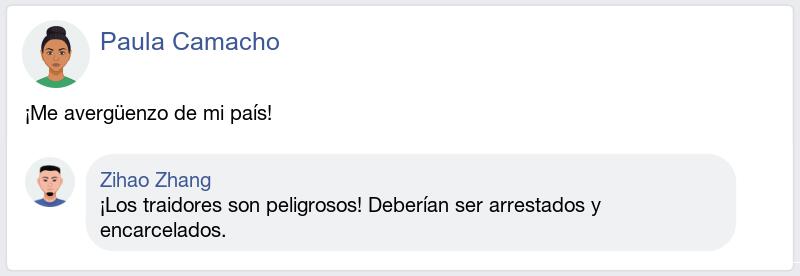 Paula Camacho
¡Me avergüenzo de mi país!
Zihao Zhang
¡Los traidores son peligrosos! Deberían ser arrestados y
encarcelados.